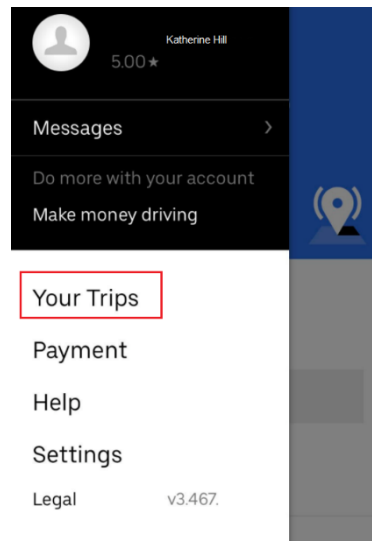 Katherine Hill
5.00★
Messages
Do more with your account
Make money driving
Your Trips
Payment
Help
Settings
Legal v3.467.